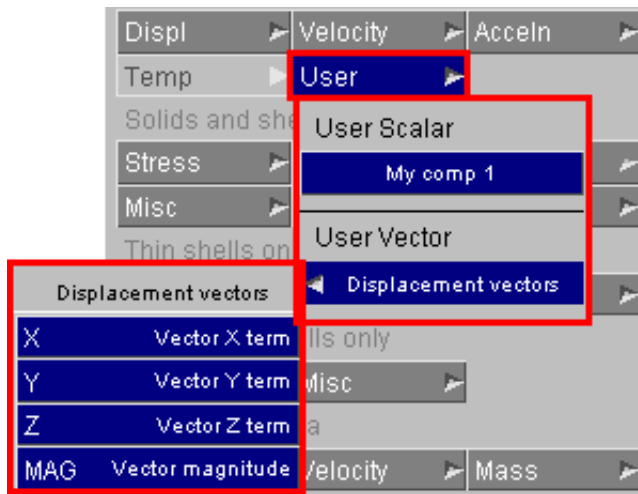 Displ Velocity Acceln
Temp User
Solids and she
User Scalar
Stress
My comp 1
Misc
User Vector
Thin shells on
Displacement vectors
Displacement vectors
X Vector X term
lls only
Y Vector Y term
Misc
Z Vector Z term
a
MAG Vector magnitude
Velocity Mass